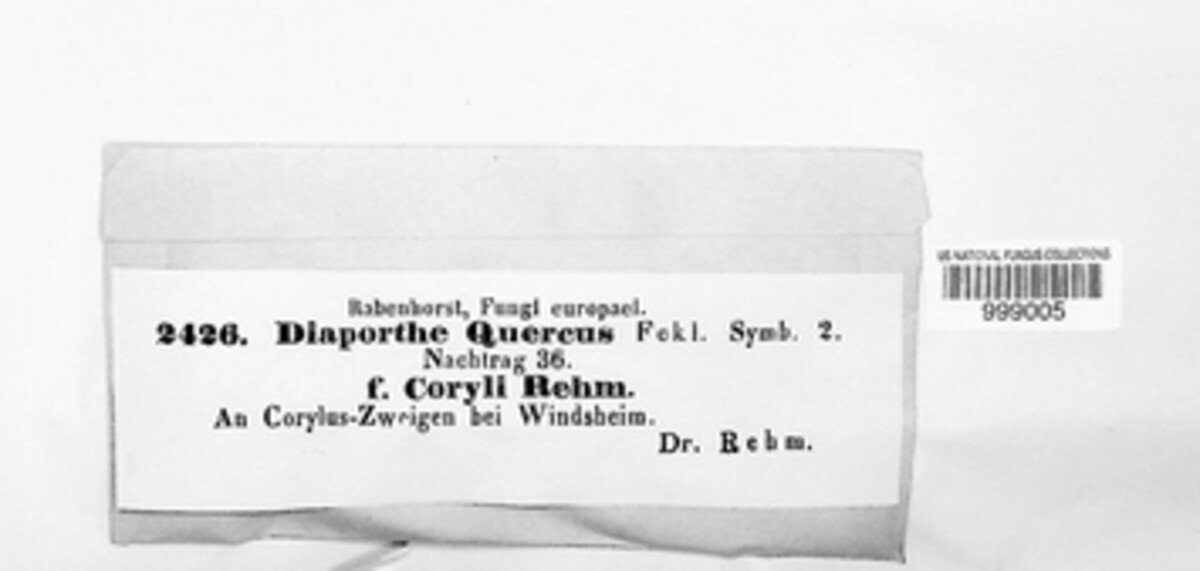 Rabenhorst, Fungi europaei.
2426. Diaporthe Quercus Fckl. Symb. 2.
Nachtrag 36.
f. Coryli Rehm.
An Corylus-Zweigen bei Windsheim.
Dr. Rehm.
US NATIONAL FUNGUS COLLECTIONS
999005